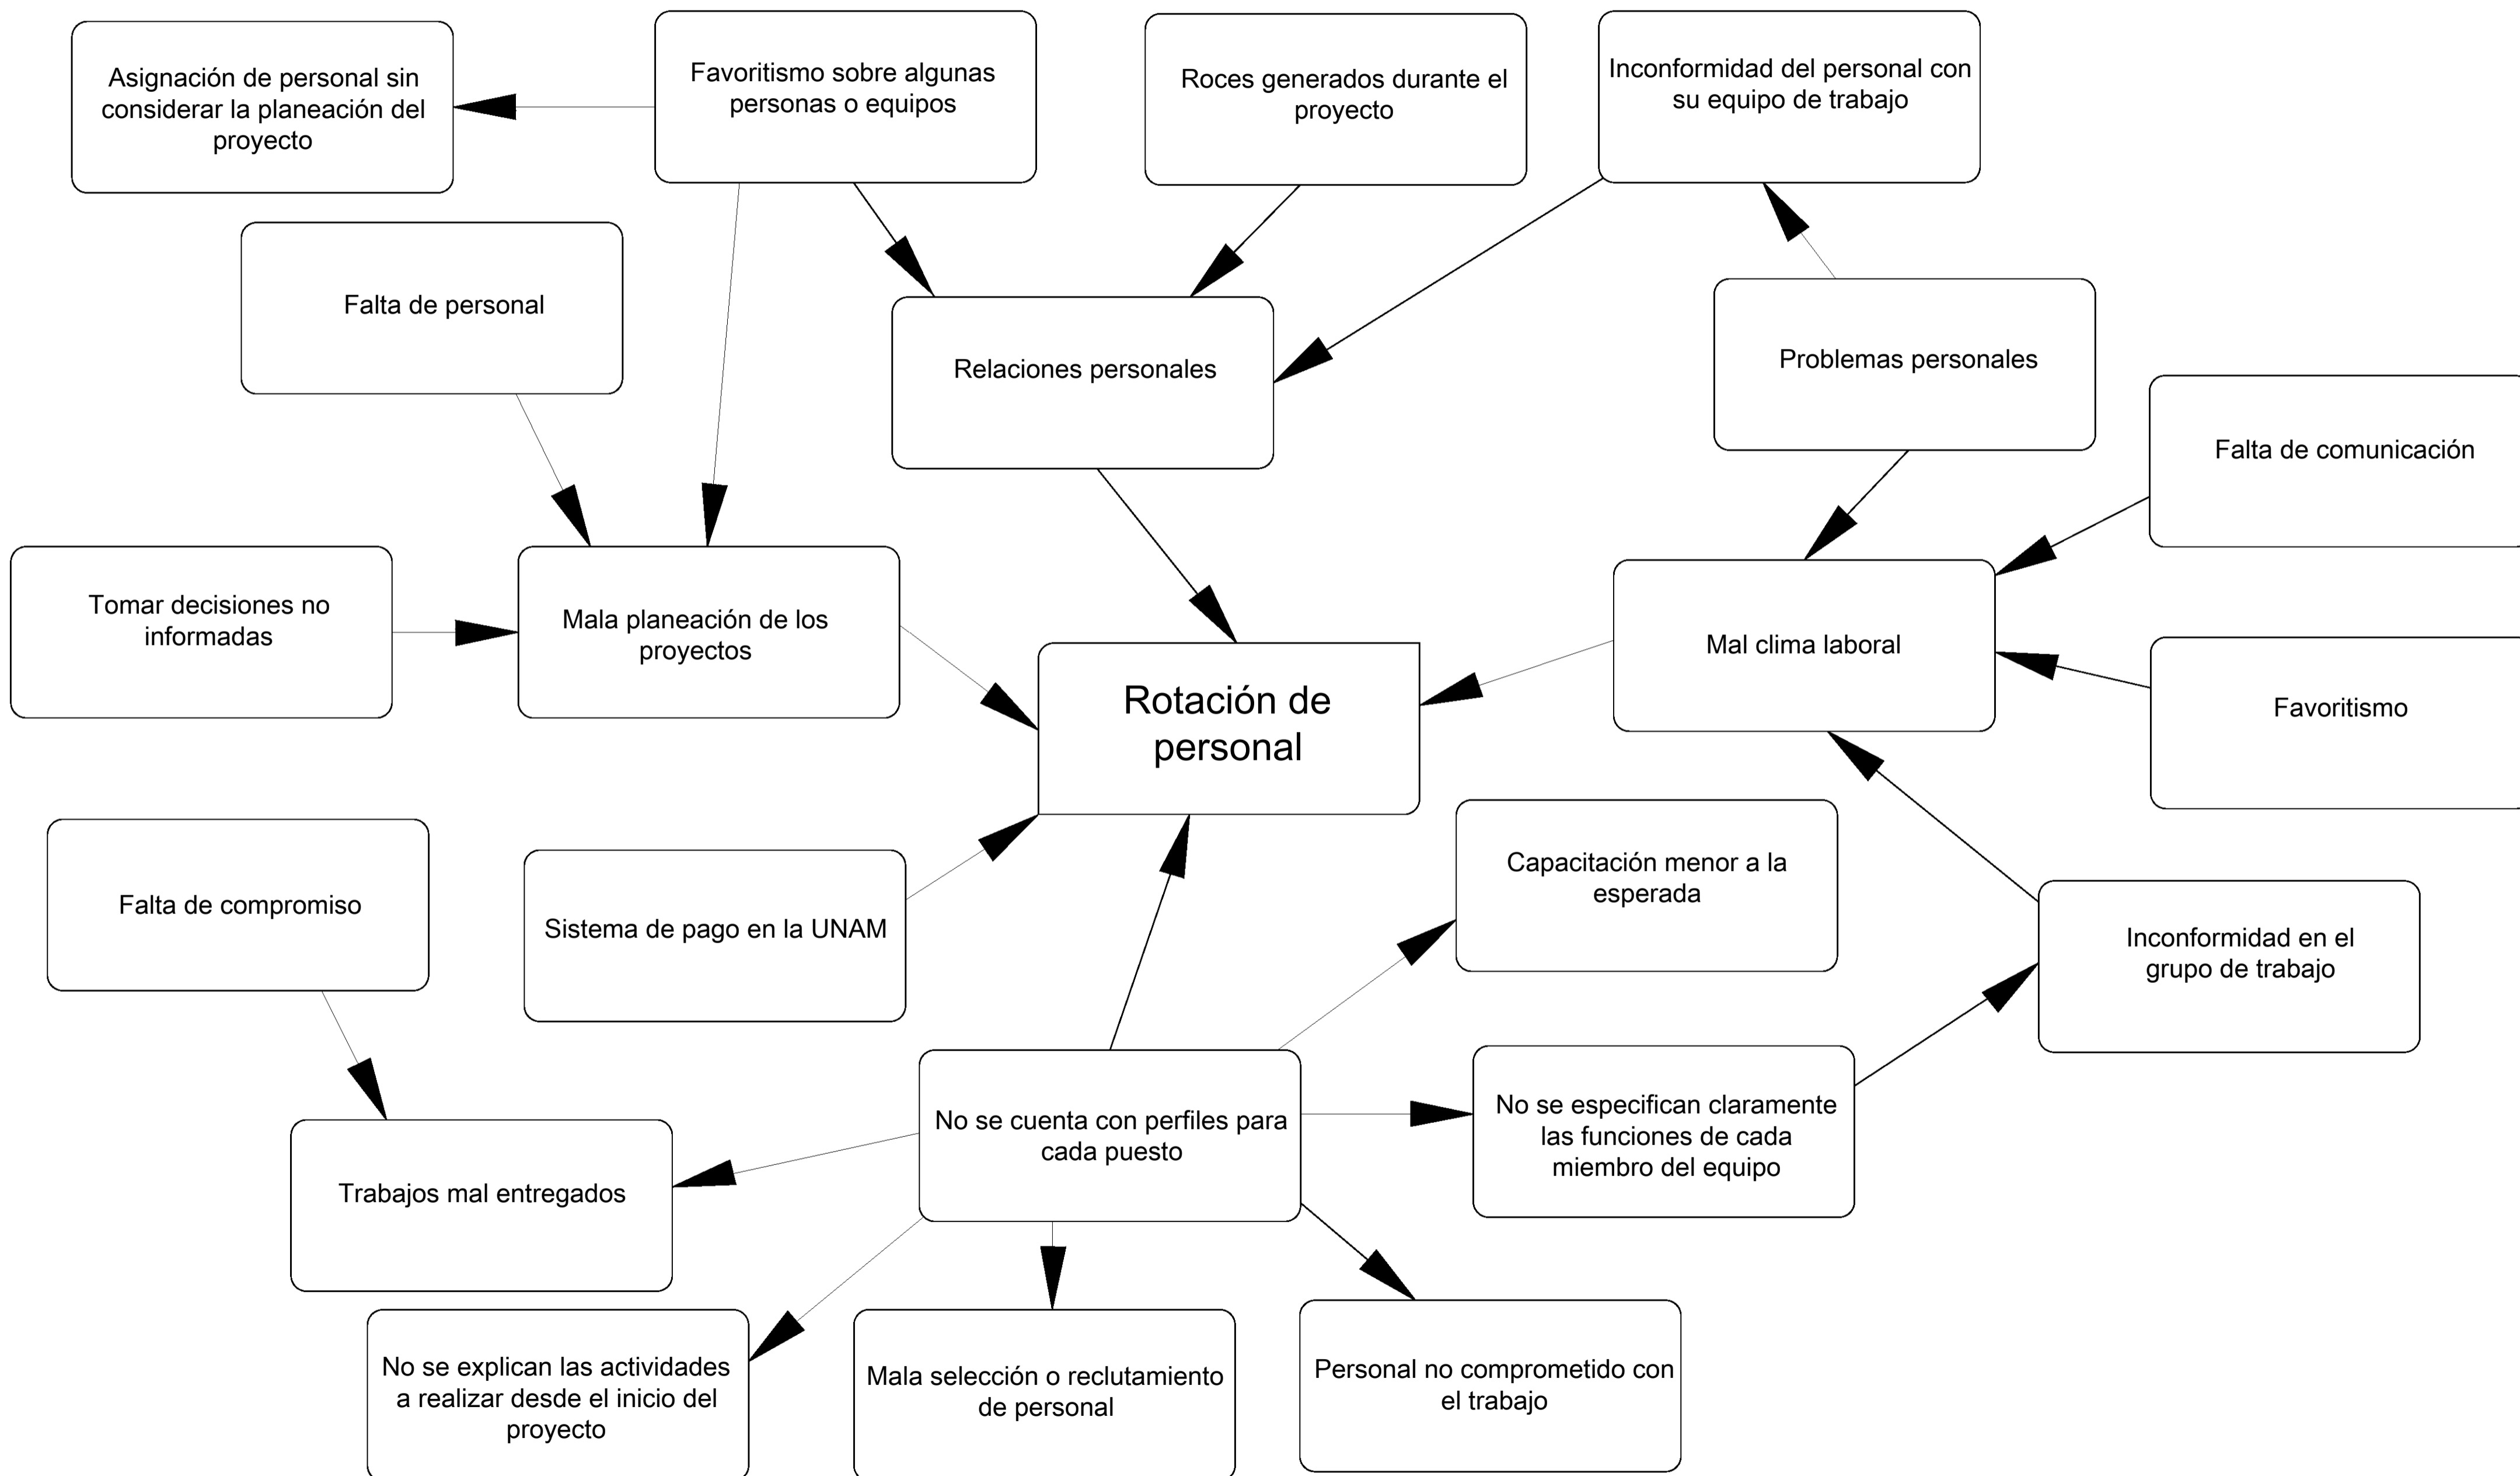 Asignación de personal sin
considerar la planeación del
proyecto
Favoritismo sobre algunas
personas o equipos
Roces generados durante el
proyecto
Inconformidad del personal con
su equipo de trabajo
Falta de personal
Relaciones personales
Problemas personales
Falta de comunicación
Tomar decisiones no
informadas
Mala planeación de los
proyectos
Rotación de
personal
Mal clima laboral
Favoritismo
Falta de compromiso
Sistema de pago en la UNAM
Capacitación menor a la
esperada
Inconformidad en el
grupo de trabajo
Trabajos mal entregados
No se cuenta con perfiles para
cada puesto
No se especifican claramente
las funciones de cada
miembro del equipo
No se explican las actividades
a realizar desde el inicio del
proyecto
Mala selección o reclutamiento
de personal
Personal no comprometido con
el trabajo